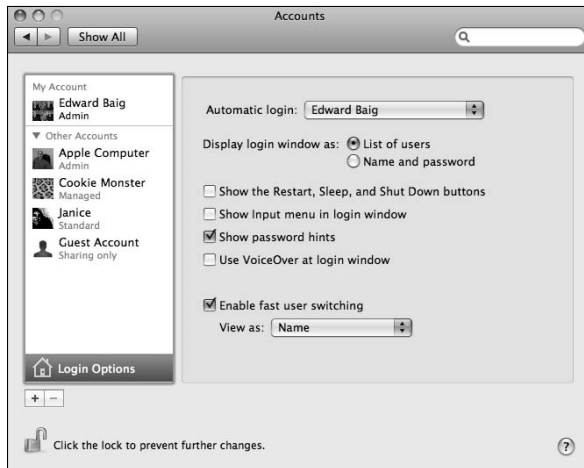 Accounts
Show All
My Account
Edward Baig
Admin
Other Accounts
Apple Computer
Admin
Cookie Monster
Managed
Janice
Standard
Guest Account
Sharing only
Login Options
+ −
Automatic login: Edward Baig
Display login window as: List of users
Name and password
Show the Restart, Sleep, and Shut Down buttons
Show Input menu in login window
Show password hints
Use VoiceOver at login window
Enable fast user switching
View as: Name
Click the lock to prevent further changes.
?